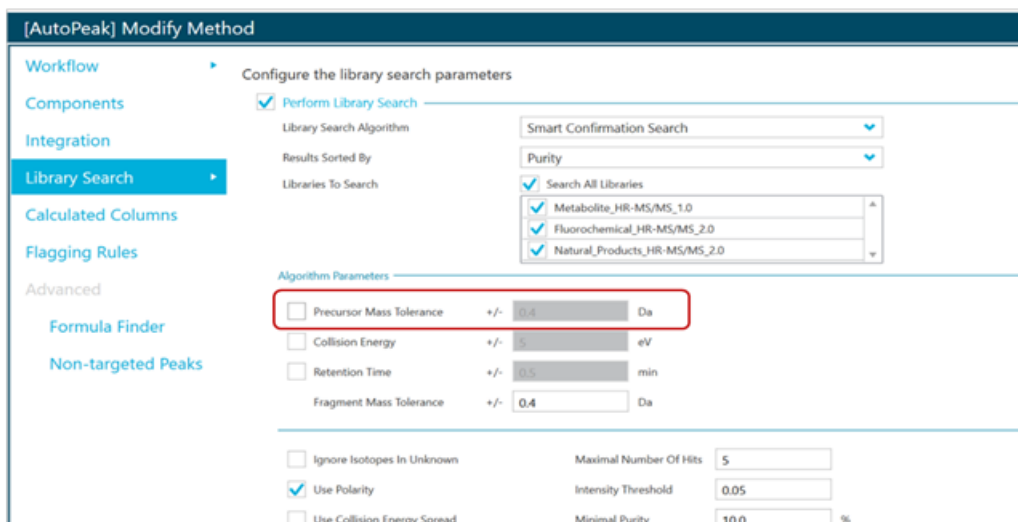 [AutoPeak] Modify Method
Workflow
Components
Integration
Library Search
Calculated Columns
Flagging Rules
Advanced
Formula Finder
Non-targeted Peaks
Configure the library search parameters
Perform Library Search
Library Search Algorithm Smart Confirmation Search
Results Sorted By Purity
Libraries To Search Search All Libraries
Metabolite_HR-MS/MS_1.0
Fluorochemical_HR-MS/MS_2.0
Natural_Products_HR-MS/MS_2.0
Algorithm Parameters
Precursor Mass Tolerance +/- 0.4 Da
Collision Energy +/- 5 eV
Retention Time +/- 0.5 min
Fragment Mass Tolerance +/- 0.4 Da
Ignore Isotopes In Unknown Maximal Number Of Hits 5
Use Polarity Intensity Threshold 0.05
Use Collision Energy Spread Minimal Purity 10.0 %